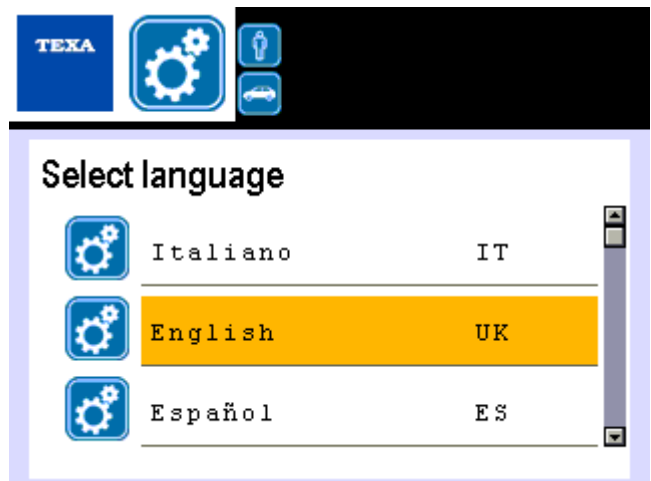 TEXA
Select language
Italiano IT
English UK
Español ES